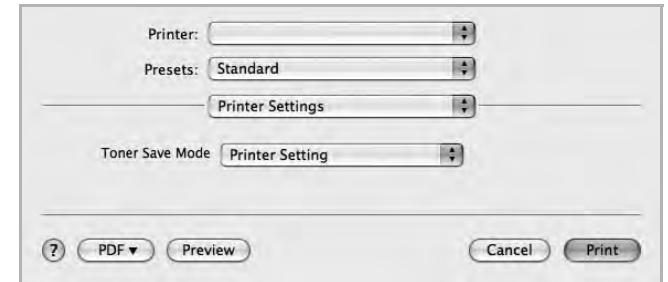 Printer:
Presets: Standard
Printer Settings
Toner Save Mode Printer Setting
? PDF ▼ Preview Cancel Print